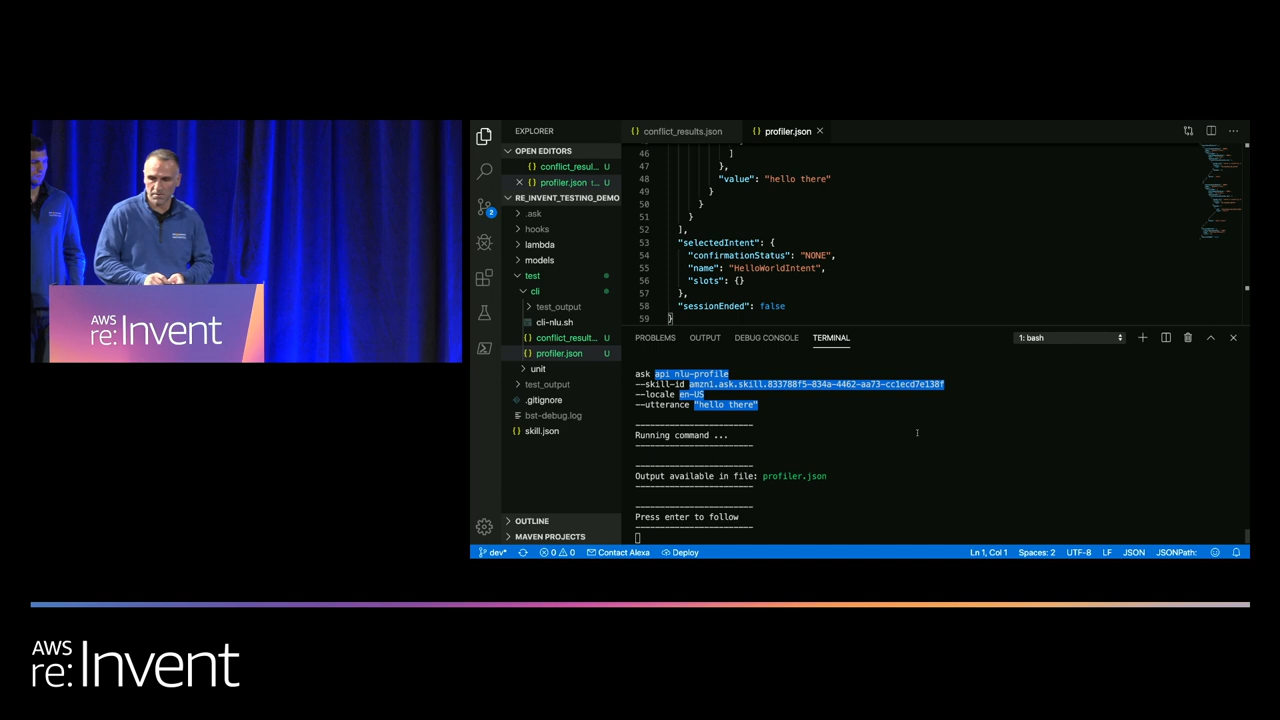 AWS
re:Invent
EXPLORER
OPEN EDITORS
conflict_resul... U
profiler.json t... U
RE_INVENT_TESTING_DEMO
.ask
hooks
lambda
models
test
cli
test_output
cli-nlu.sh
conflict_result... U
profiler.json U
unit
test_output
.gitignore
bst-debug.log
skill.json
OUTLINE
MAVEN PROJECTS
2
conflict_results.json
profiler.json
46 ]
47 },
48 "value": "hello there"
49 }
50 }
51 }
52 ],
53 "selectedIntent": {
54 "confirmationStatus": "NONE",
55 "name": "HelloWorldIntent",
56 "slots": {}
57 },
58 "sessionEnded": false
59 }
PROBLEMS OUTPUT DEBUG CONSOLE TERMINAL 1: bash
ask api nlu-profile
--skill-id amzn1.ask.skill.833788f5-834a-4462-aa73-cc1ecd7e138f
--locale en-US
--utterance "hello there"
------------------------
Running command ...
------------------------
------------------------
Output available in file: profiler.json
------------------------
------------------------
Press enter to follow
------------------------
dev* 0 0 Contact Alexa Deploy Ln 1, Col 1 Spaces: 2 UTF-8 LF JSON JSONPath:
AWS
re:Invent